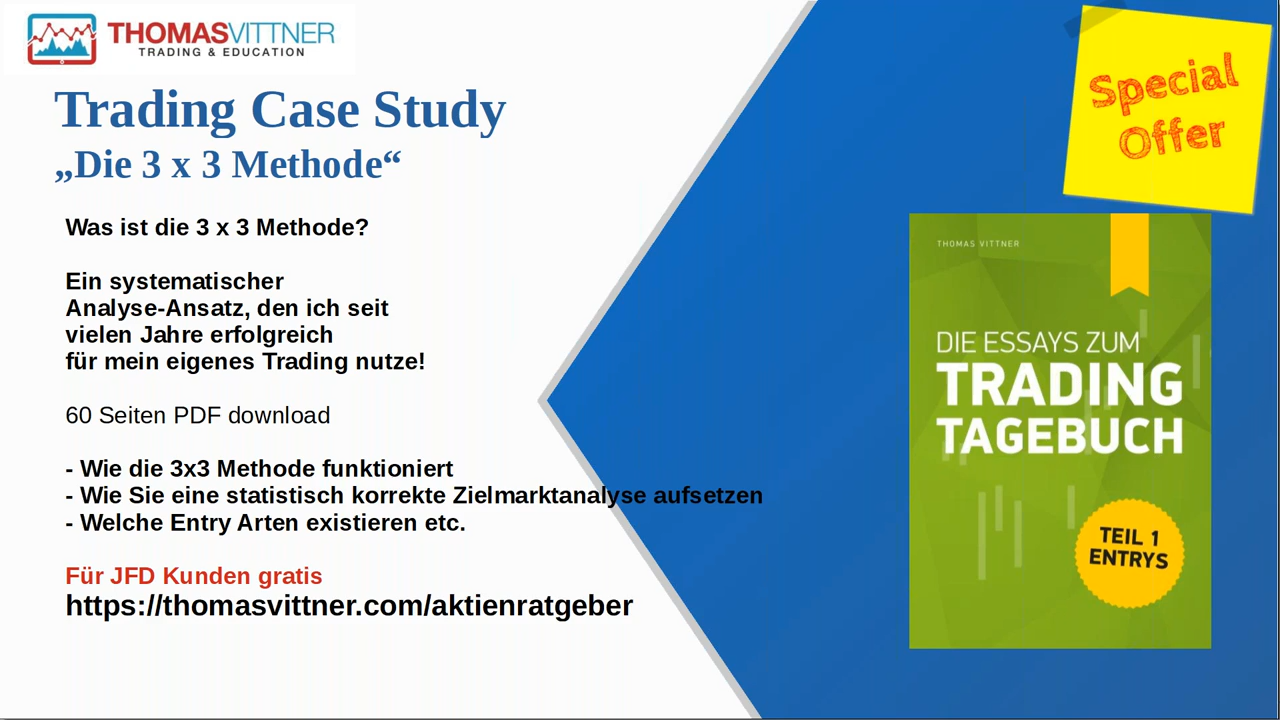 THOMASVITTNER
TRADING & EDUCATION
Trading Case Study
„Die 3 x 3 Methode“
Was ist die 3 x 3 Methode?
Ein systematischer
Analyse-Ansatz, den ich seit
vielen Jahre erfolgreich
für mein eigenes Trading nutze!
60 Seiten PDF download
- Wie die 3x3 Methode funktioniert
- Wie Sie eine statistisch korrekte Zielmarktanalyse aufsetzen
- Welche Entry Arten existieren etc.
Für JFD Kunden gratis
https://thomasvittner.com/aktienratgeber
Special
Offer
THOMAS VITTNER
DIE ESSAYS ZUM
TRADING
TAGEBUCH
TEIL 1
ENTRYS